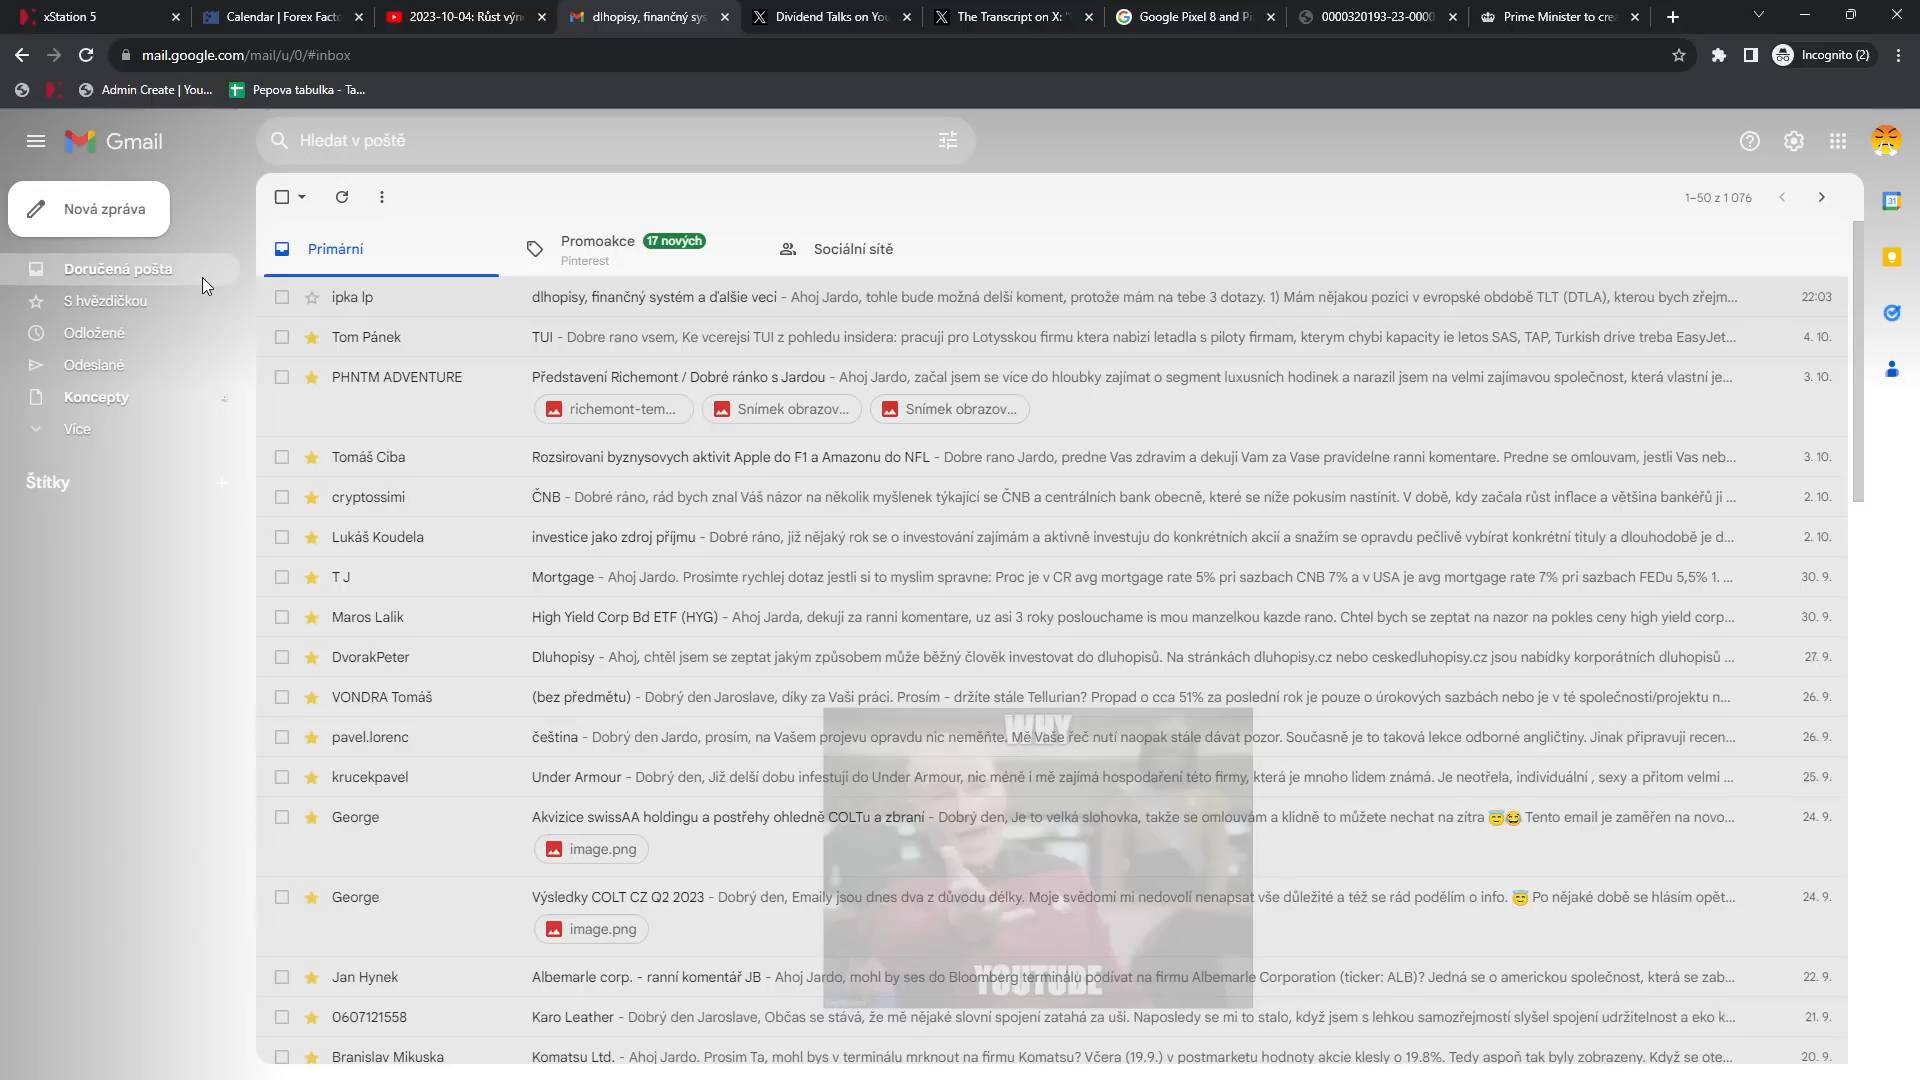 xStation 5
Calendar | Forex Facto
2023-10-04: Růst výn
dlhopisy, finančný sys
Dividend Talks on You
The Transcript on X: "
Google Pixel 8 and Pi
0000320193-23-0000
Prime Minister to crea
mail.google.com/mail/u/0/#inbox
Incognito (2)
Admin Create | You...
Pepova tabulka - Ta...
Gmail
Hledat v poště
Nová zpráva
1–50 z 1 076
Primární
Promoakce 17 nových
Pinterest
Sociální sítě
Doručená pošta
S hvězdičkou
Odložené
Odeslané
Koncepty 4
Více
Štítky
ipka lp dlhopisy, finančný systém a ďalšie veci - Ahoj Jardo, tohle bude možná delší koment, protože mám na tebe 3 dotazy. 1) Mám nějakou pozici v evropské obdobě TLT (DTLA), kterou bych zřejm... 22:03
Tom Pánek TUI - Dobre rano vsem, Ke vcerejsi TUI z pohledu insidera: pracuji pro Lotysskou firmu ktera nabizi letadla s piloty firmam, kterym chybi kapacity ie letos SAS, TAP, Turkish drive treba EasyJet... 4. 10.
PHNTM ADVENTURE Představení Richemont / Dobré ránko s Jardou - Ahoj Jardo, začal jsem se více do hloubky zajímat o segment luxusních hodinek a narazil jsem na velmi zajímavou společnost, která vlastní je... 3. 10.
richemont-tem... Snímek obrazov... Snímek obrazov...
Tomáš Ciba Rozsirovani byznysovych aktivit Apple do F1 a Amazonu do NFL - Dobre rano Jardo, predne Vas zdravim a dekuji Vam za Vase pravidelne ranni komentare. Predne se omlouvam, jestli Vas neb... 3. 10.
cryptossimi ČNB - Dobré ráno, rád bych znal Váš názor na několik myšlenek týkající se ČNB a centrálních bank obecně, které se níže pokusím nastínit. V době, kdy začala růst inflace a většina bankéřů ji ... 2. 10.
Lukáš Koudela investice jako zdroj příjmu - Dobré ráno, již nějaký rok se o investování zajímám a aktivně investuju do konkrétních akcií a snažím se opravdu pečlivě vybírat konkrétní tituly a dlouhodobě je d... 2. 10.
T J Mortgage - Ahoj Jardo. Prosimte rychlej dotaz jestli si to myslim spravne: Proc je v CR avg mortgage rate 5% pri sazbach CNB 7% a v USA je avg mortgage rate 7% pri sazbach FEDu 5,5% 1. ... 30. 9.
Maros Lalik High Yield Corp Bd ETF (HYG) - Ahoj Jarda, dekuji za ranni komentare, uz asi 3 roky poslouchame is mou manzelkou kazde rano. Chtel bych se zeptat na nazor na pokles ceny high yield corp... 30. 9.
DvorakPeter Dluhopisy - Ahoj, chtěl jsem se zeptat jakým způsobem může běžný člověk investovat do dluhopisů. Na stránkách dluhopisy.cz nebo ceskedluhopisy.cz jsou nabídky korporátních dluhopisů ... 27. 9.
VONDRA Tomáš (bez předmětu) - Dobrý den Jaroslave, díky za Vaši práci. Prosím - držíte stále Tellurian? Propad o cca 51% za poslední rok je pouze o úrokových sazbách nebo je v té společnosti/projektu n... 26. 9.
WHY
pavel.lorenc čeština - Dobrý den Jardo, prosím, na Vašem projevu opravdu nic neměňte. Mě Vaše řeč nutí naopak stále dávat pozor. Současně je to taková lekce odborné angličtiny. Jinak připravuji recen... 26. 9.
krucekpavel Under Armour - Dobrý den, Již delší dobu infestuji do Under Armour, nic méně i mě zajímá hospodaření této firmy, která je mnoho lidem známá. Je neotřela, individuální , sexy a přitom velmi ... 25. 9.
George Akvizice swissAA holdingu a postřehy ohledně COLTu a zbraní - Dobrý den, Je to velká slohovka, takže se omlouvám a klidně to můžete nechat na zítra 😇😂 Tento email je zaměřen na novo... 24. 9.
image.png
George Výsledky COLT CZ Q2 2023 - Dobrý den, Emaily jsou dnes dva z důvodu délky. Moje svědomí mi nedovolí nenapsat vše důležité a též se rád podělím o info. 😇 Po nějaké době se hlásím opět... 24. 9.
image.png
Jan Hynek Albemarle corp. - ranní komentář JB - Ahoj Jardo, mohl by ses do Bloomberg terminálu podívat na firmu Albemarle Corporation (ticker: ALB)? Jedná se o americkou společnost, která se zab... 22. 9.
YOUTUBE
0607121558 Karo Leather - Dobrý den Jaroslave, Občas se stává, že mě nějaké slovní spojení zatahá za uši. Naposledy se mi to stalo, když jsem s lehkou samozřejmostí slyšel spojení udržitelnost a eko k... 21. 9.
Branislav Mikuska Komatsu Ltd. - Ahoj Jardo. Prosim Ta, mohl bys v terminálu mrknout na firmu Komatsu? Včera (19.9.) v postmarketu hodnoty akcie klesly o 19.8%. Tedy aspoň tak byly zobrazeny. Když se ote... 20. 9.